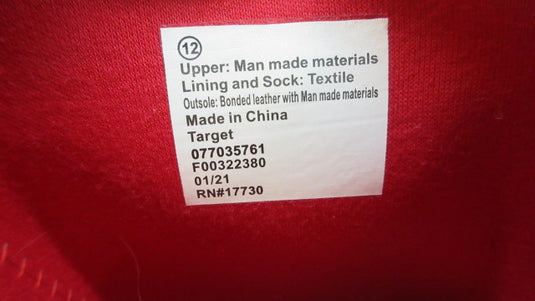 12
Upper: Man made materials
Lining and Sock: Textile
Outsole: Bonded leather with Man made materials
Made in China
Target
077035761
F00322380
01/21
RN#17730